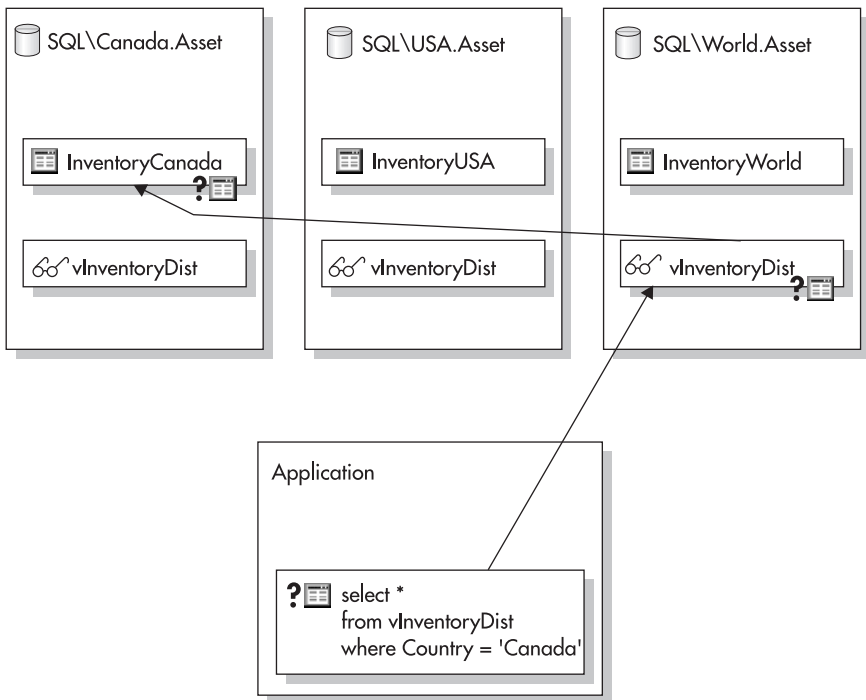 SQL\Canada.Asset
SQL\USA.Asset
SQL\World.Asset
InventoryCanada
?
InventoryUSA
InventoryWorld
vInventoryDist
vInventoryDist
vInventoryDist
?
Application
? select *
from vInventoryDist
where Country = 'Canada'